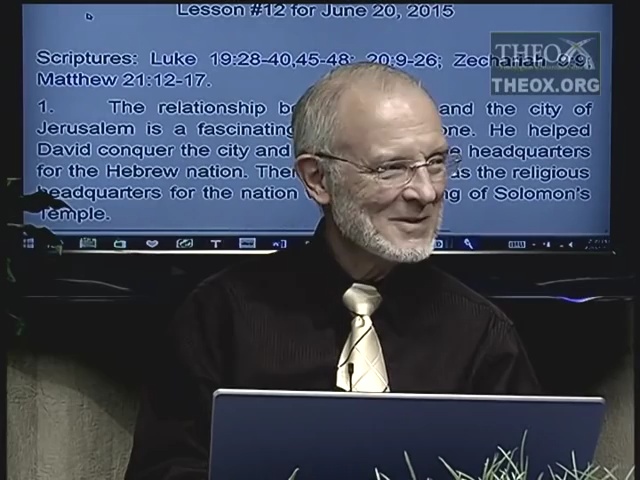 Lesson #12 for June 20, 2015
THEOX
THEOX.ORG
Scriptures: Luke 19:28-40,45-48; 20:9-26; Zechariah 9:9;
Matthew 21:12-17.
1. The relationship and the city of
Jerusalem is a fascinating one. He helped
David conquer the city and headquarters
for the Hebrew nation. as the religious
headquarters for the nation of Solomon's
Temple.